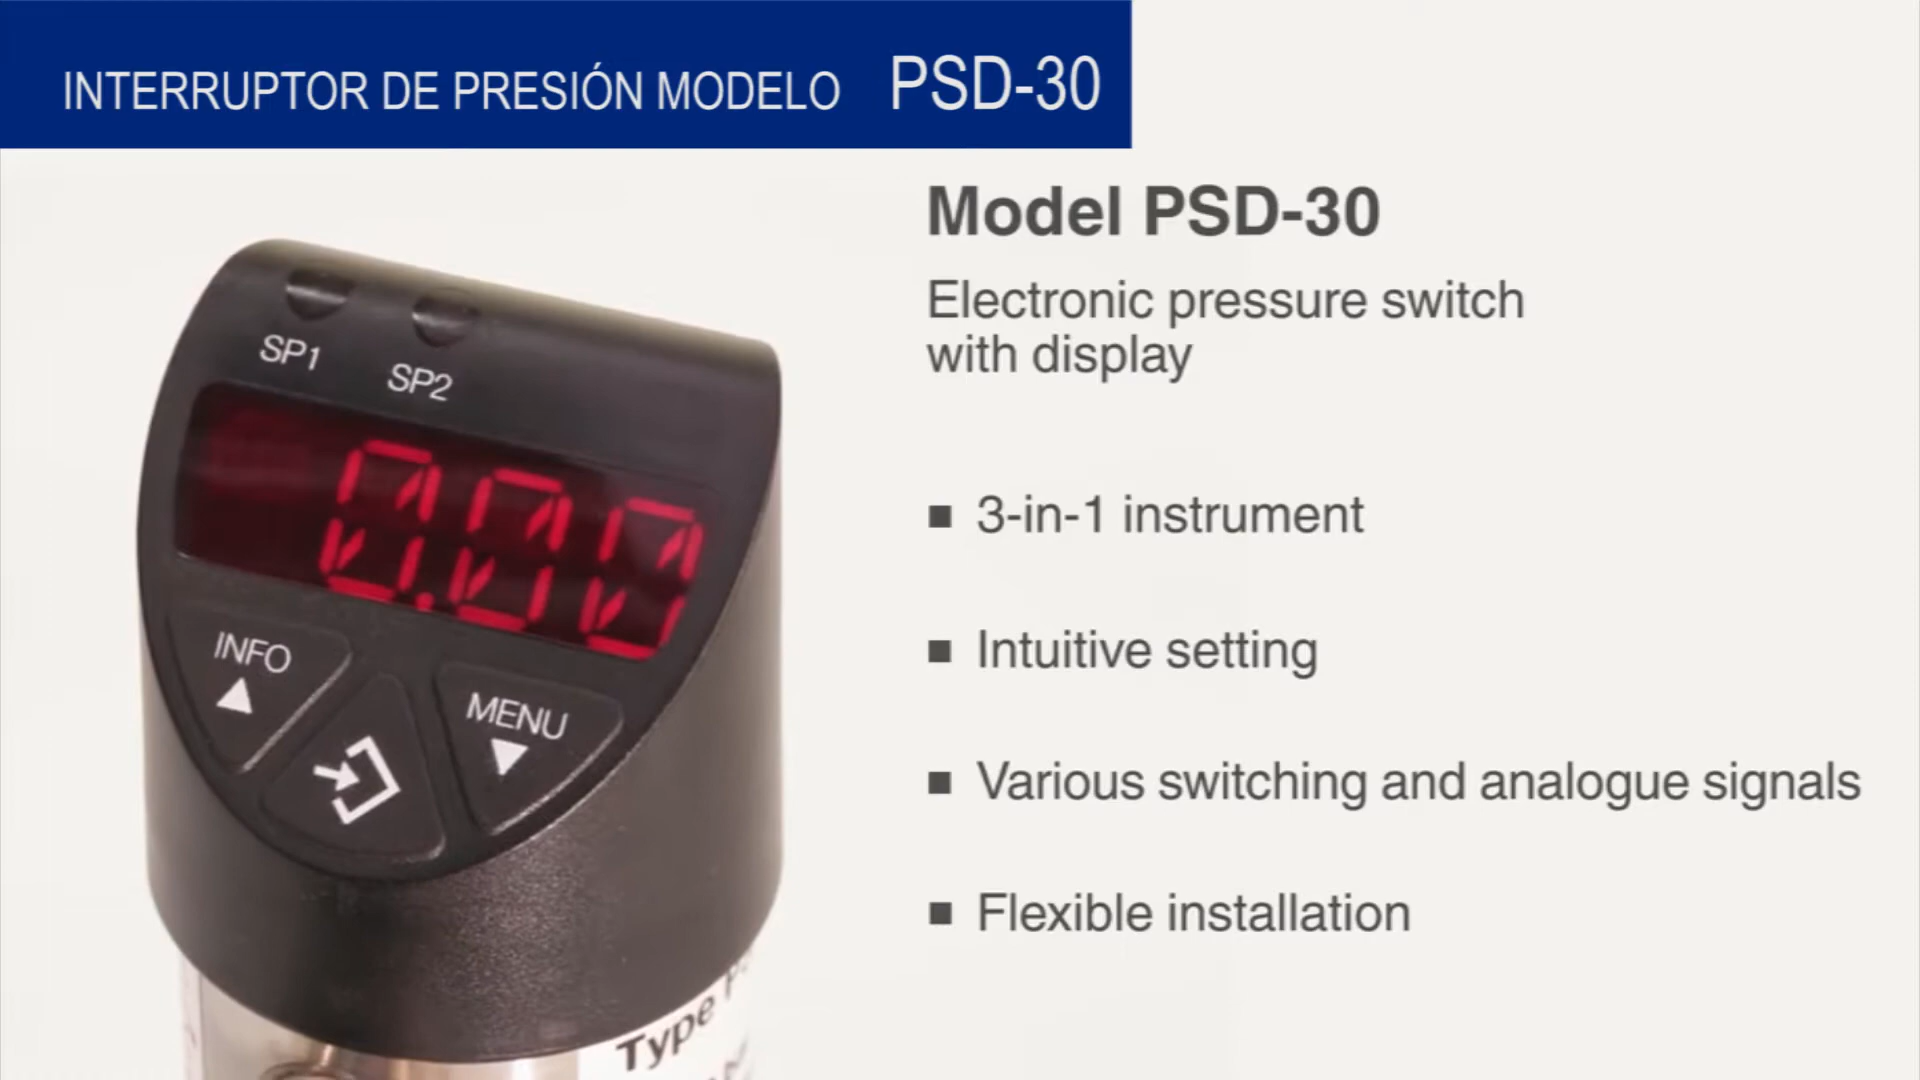 INTERRUPTOR DE PRESIÓN MODELO PSD-30
Model PSD-30
Electronic pressure switch
with display
▪ 3-in-1 instrument
▪ Intuitive setting
▪ Various switching and analogue signals
▪ Flexible installation
SP1
SP2
0.00
INFO
MENU
Type